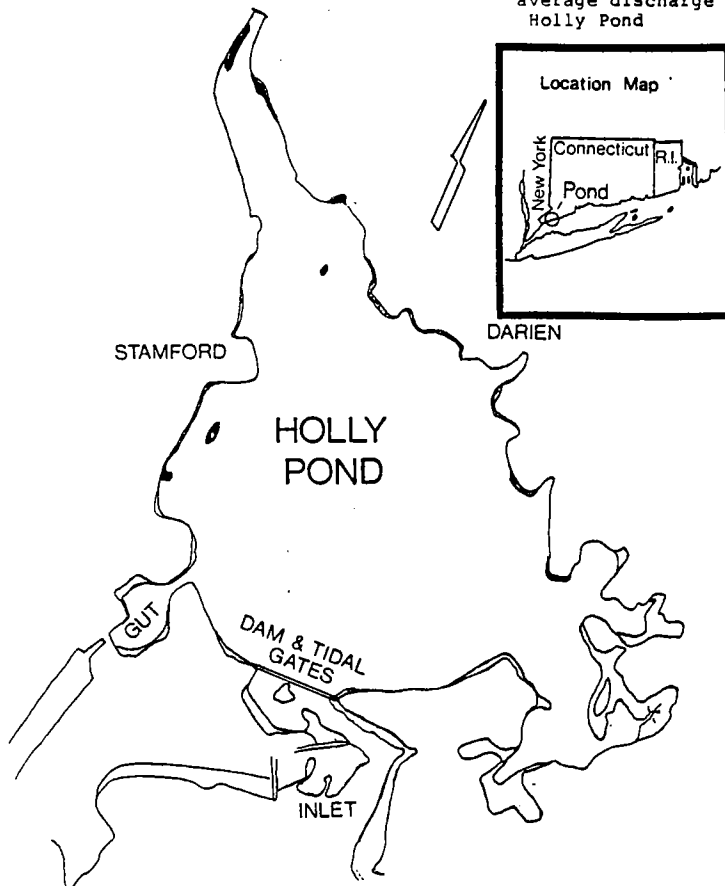 average discharge
Holly Pond
Location Map
New York
Connecticut
R.I.
Pond
DARIEN
STAMFORD
HOLLY
POND
GUT
DAM & TIDAL
GATES
INLET